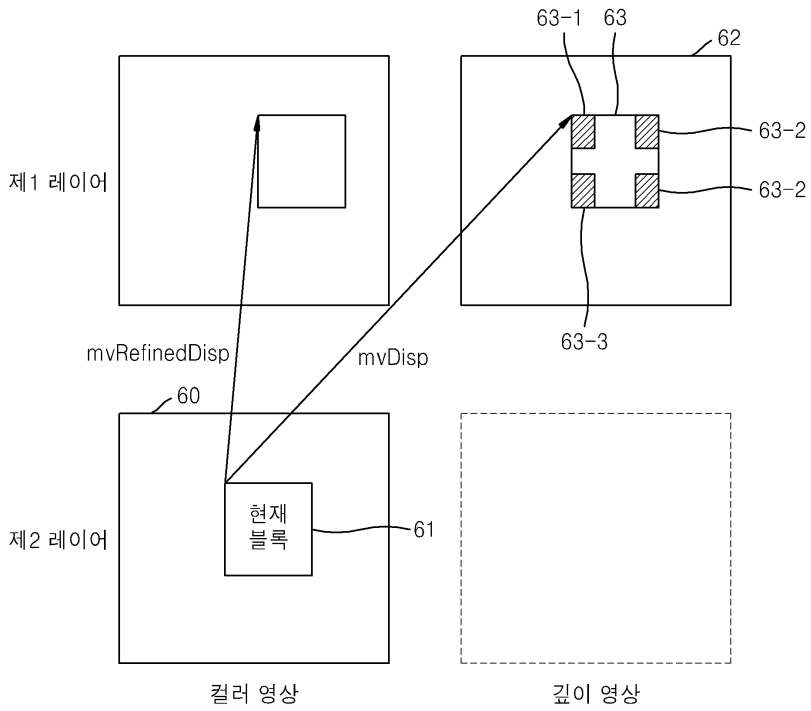 63-1
63
62
63-2
제1 레이어
63-2
63-3
mvRefinedDisp
mvDisp
60
현재
블록
61
제2 레이어
컬러 영상
깊이 영상